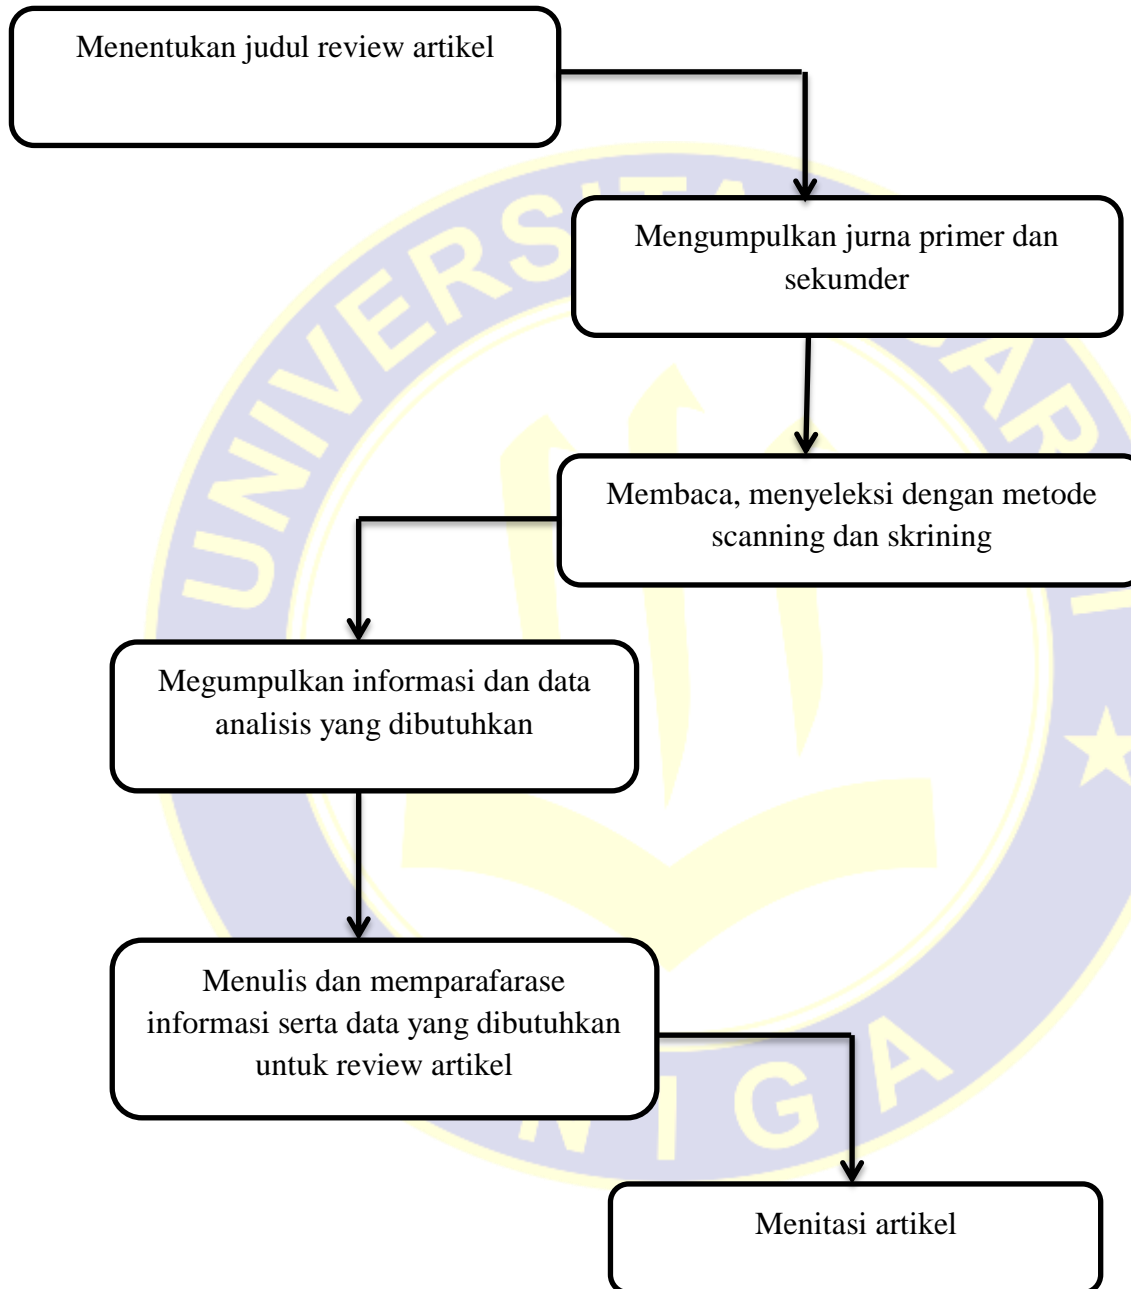 Menentukan judul review artikel
Mengumpulkan jurna primer dan
sekumder
Membaca, menyeleksi dengan metode
scanning dan skrining
Megumpulkan informasi dan data
analisis yang dibutuhkan
Menulis dan memparafarase
informasi serta data yang dibutuhkan
untuk review artikel
Menitasi artikel